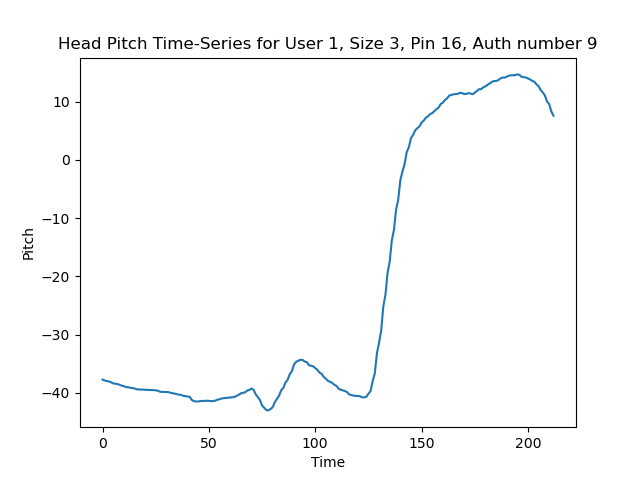 Head Pitch Time-Series for User 1, Size 3, Pin 16, Auth number 9
10
0
−10
−20
−30
−40
Pitch
0 50 100 150 200
Time